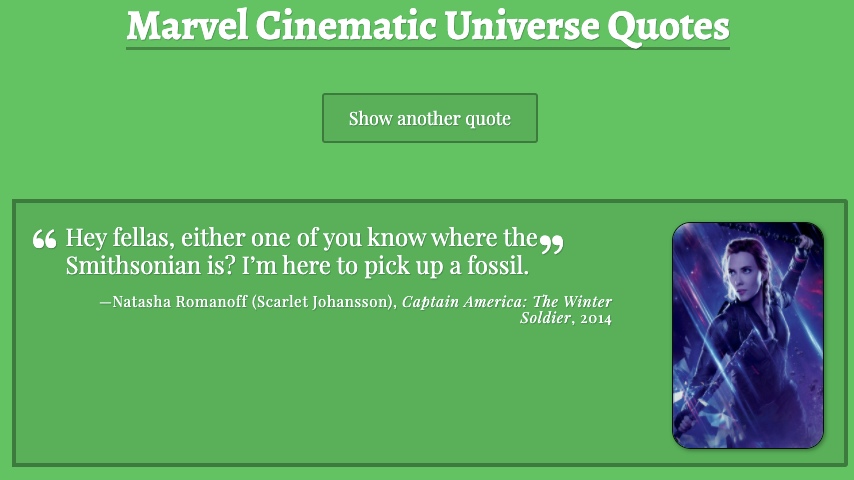 Marvel Cinematic Universe Quotes
Show another quote
“Hey fellas, either one of you know where the”
Smithsonian is? I’m here to pick up a fossil.
—Natasha Romanoff (Scarlet Johansson), Captain America: The Winter
Soldier, 2014